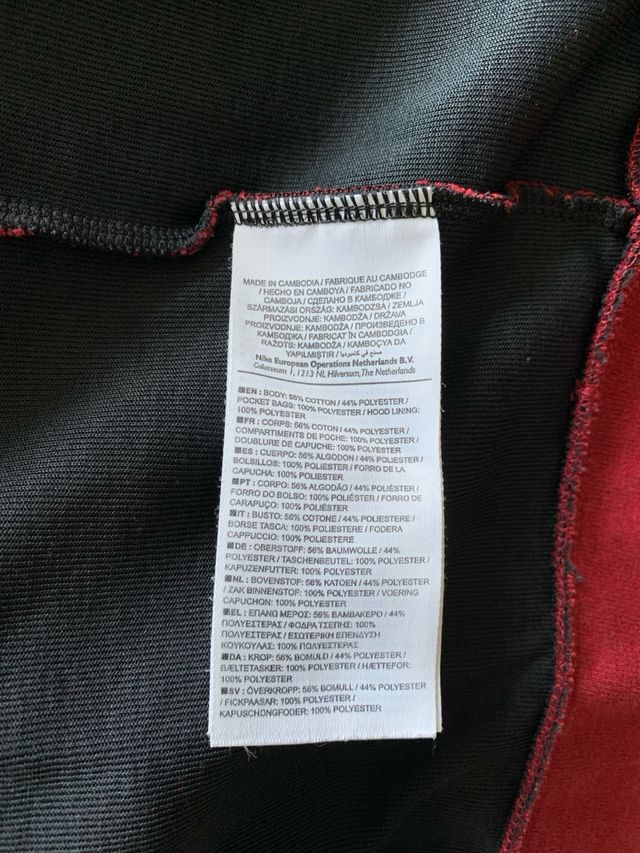 MADE IN CAMBODIA / FABRIQUE AU CAMBODGE
/ HECHO EN CAMBOYA / FABRICADO NO
CAMBOJA / СДЕЛАНО В КАМБОДЖЕ /
SZÁRMAZÁSI ORSZÁG: KAMBODZSA / ZEMLJA
PROIZVODNJE: KAMBODŽA / DRŽAVA
PROIZVODNJE: KAMBODŽA / ПРОИЗВЕДЕНО В
КАМБОДЖА / FABRICAT ÎN CAMBODGIA /
RAŽOTS: KAMBODŽĀ / KAMBOÇYA DA
YAPILMIŞTIR / صنع في كامبوديا
Nike European Operations Netherlands B.V.
Colosseum 1, 1213 NL Hilversum, The Netherlands
EN : BODY: 56% COTTON / 44% POLYESTER /
POCKET BAGS: 100% POLYESTER / HOOD LINING:
100% POLYESTER
FR : CORPS: 56% COTON / 44% POLYESTER /
COMPARTIMENTS DE POCHE: 100% POLYESTER /
DOUBLURE DE CAPUCHE: 100% POLYESTER
ES : CUERPO: 56% ALGODON / 44% POLIESTER /
BOLSILLOS: 100% POLIESTER / FORRO DE LA
CAPUCHA: 100% POLIESTER
PT : CORPO: 56% ALGODÃO / 44% POLIÉSTER /
FORRO DO BOLSO: 100% POLIÉSTER / FORRO DE
CARAPUÇO: 100% POLIÉSTER
IT : BUSTO: 56% COTONE / 44% POLIESTERE /
BORSE TASCA: 100% POLIESTERE / FODERA
CAPPUCCIO: 100% POLIESTERE
DE : OBERSTOFF: 56% BAUMWOLLE / 44%
POLYESTER / TASCHENBEUTEL: 100% POLYESTER /
KAPUZENFUTTER: 100% POLYESTER
NL : BOVENSTOF: 56% KATOEN / 44% POLYESTER
/ ZAK BINNENSTOF: 100% POLYESTER / VOERING
CAPUCHON: 100% POLYESTER
EL : ΕΠΑΝΩ ΜΕΡΟΣ: 56% ΒΑΜΒΑΚΕΡΟ / 44%
ΠΟΛΥΕΣΤΕΡΑΣ / ΦΟΔΡΑ ΤΣΕΠΗΣ: 100%
ΠΟΛΥΕΣΤΕΡΑΣ / ΕΣΩΤΕΡΙΚΗ ΕΠΕΝΔΥΣΗ
ΚΟΥΚΟΥΛΑΣ: 100% ΠΟΛΥΕΣΤΕΡΑΣ
DA : KROP: 56% BOMULD / 44% POLYESTER /
BÆLTETASKER: 100% POLYESTER / HÆTTEFOR:
100% POLYESTER
SV : ÖVERKROPP: 56% BOMULL / 44% POLYESTER
/ FICKPAASAR: 100% POLYESTER /
KAPUSCHONGFODER: 100% POLYESTER